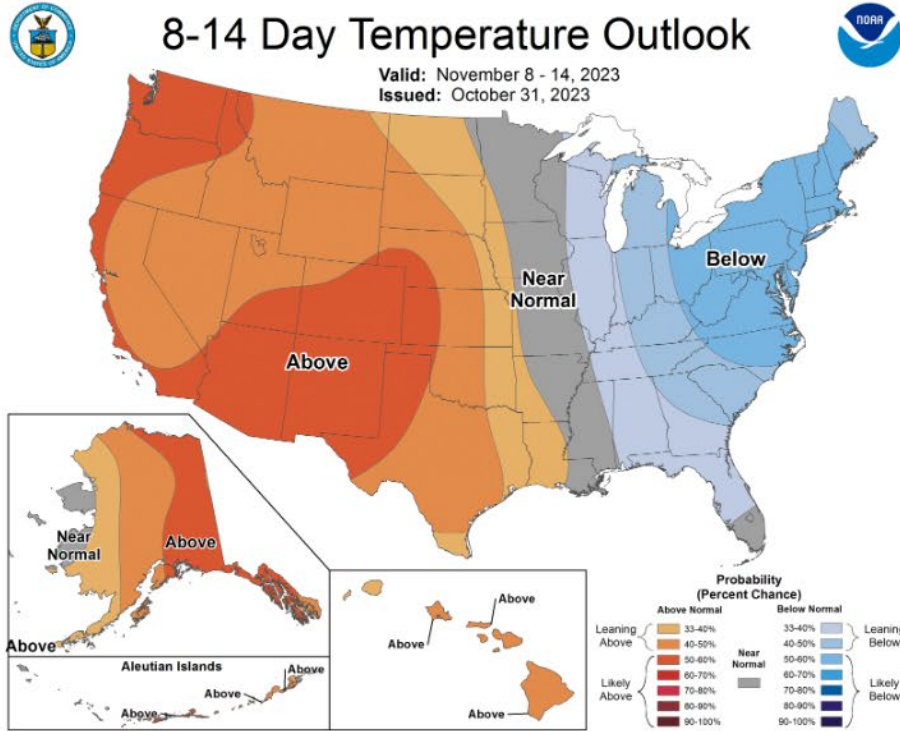 8-14 Day Temperature Outlook
NOAA
Valid: November 8 - 14, 2023
Issued: October 31, 2023
Below
Near
Normal
Above
Near
Normal
Above
Above
Aleutian Islands
Above
Above
Above
Above
Above
Above
Probability
(Percent Chance)
Above Normal
Below Normal
Leaning
Above
33-40%
40-50%
Likely
Above
50-60%
60-70%
70-80%
80-90%
90-100%
Near
Normal
33-40%
40-50%
Leaning
Below
50-60%
60-70%
70-80%
80-90%
90-100%
Likely
Below